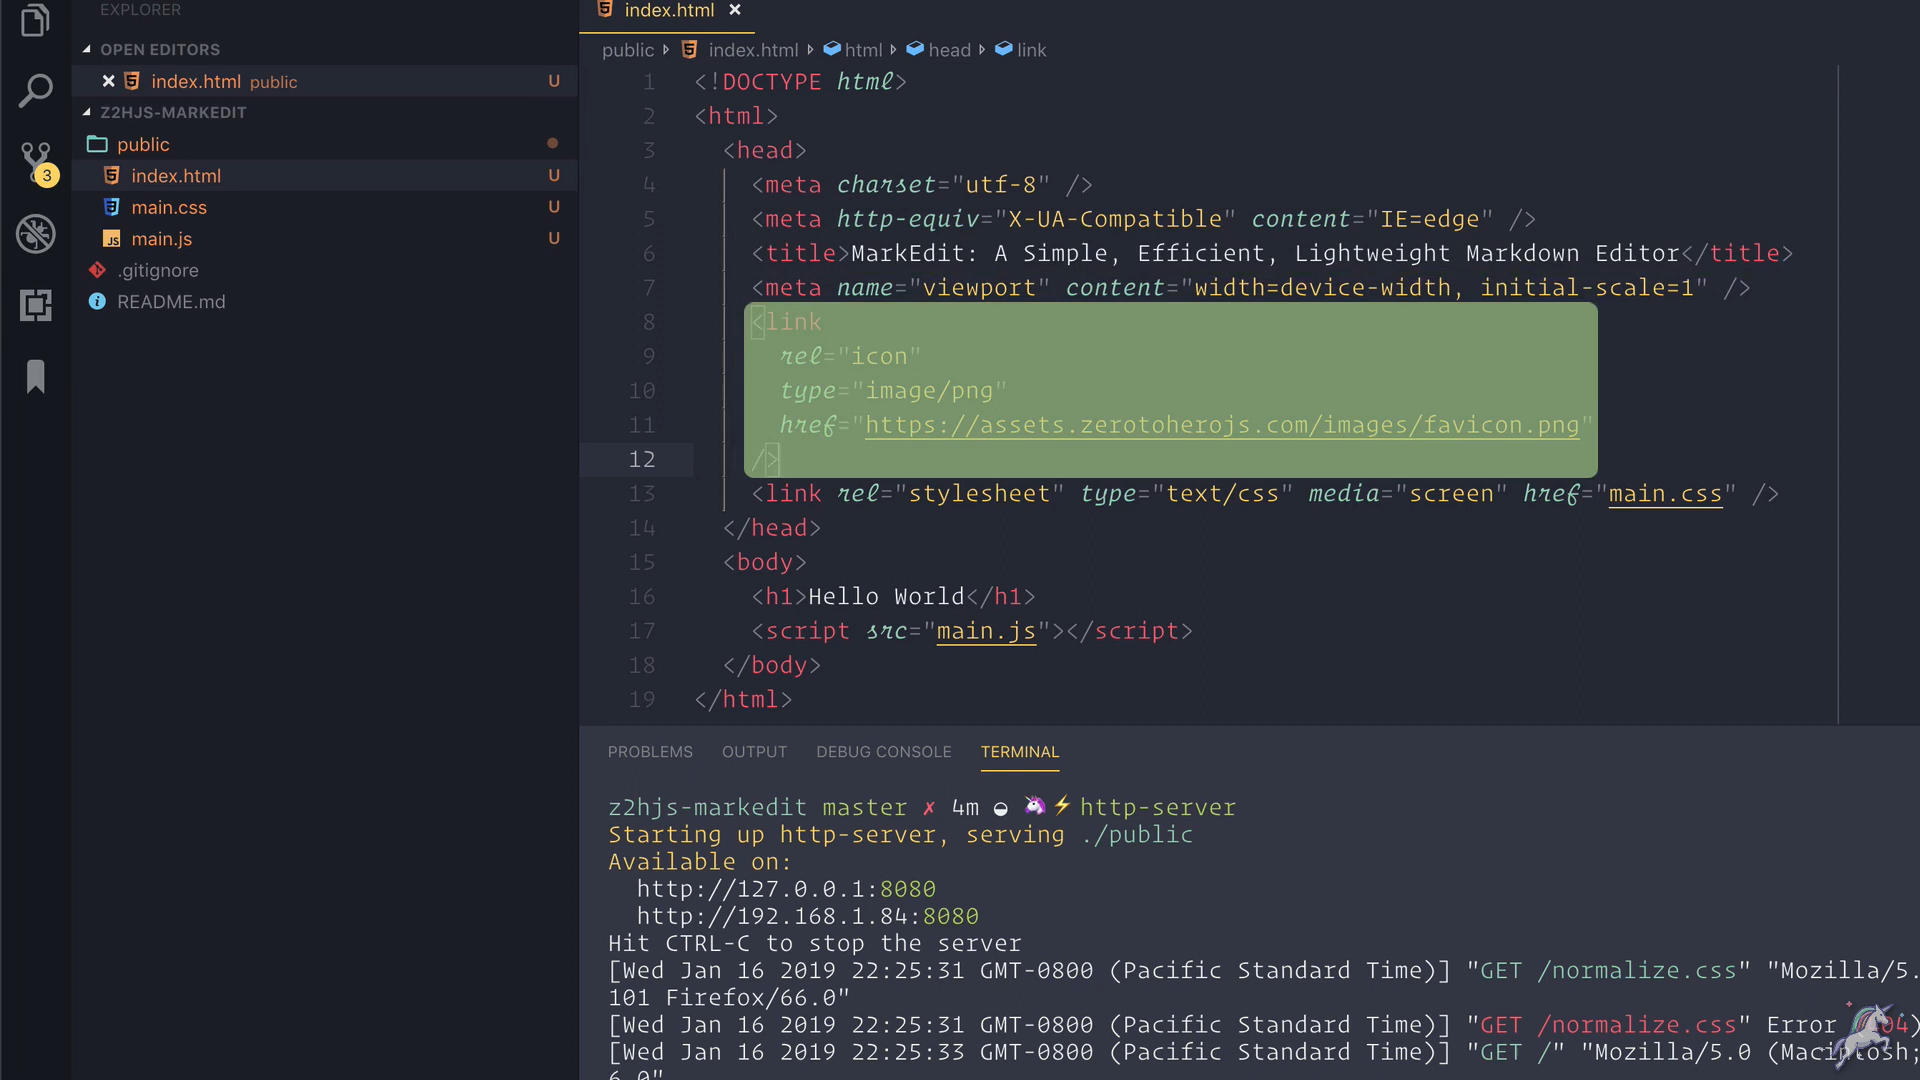 EXPLORER
OPEN EDITORS
index.html public U
Z2HJS-MARKEDIT
public
index.html U
main.css U
JS main.js U
.gitignore
README.md
3
index.html
public index.html html head link
1 <!DOCTYPE html>
2 <html>
3 <head>
4 <meta charset="utf-8" />
5 <meta http-equiv="X-UA-Compatible" content="IE=edge" />
6 <title>MarkEdit: A Simple, Efficient, Lightweight Markdown Editor</title>
7 <meta name="viewport" content="width=device-width, initial-scale=1" />
8 <link
9 rel="icon"
10 type="image/png"
11 href="https://assets.zerotoherojs.com/images/favicon.png"
12 />
13 <link rel="stylesheet" type="text/css" media="screen" href="main.css" />
14 </head>
15 <body>
16 <h1>Hello World</h1>
17 <script src="main.js"></script>
18 </body>
19 </html>
PROBLEMS OUTPUT DEBUG CONSOLE TERMINAL
z2hjs-markedit master ✗ 4m ◒ 🦄⚡ http-server
Starting up http-server, serving ./public
Available on:
http://127.0.0.1:8080
http://192.168.1.84:8080
Hit CTRL-C to stop the server
[Wed Jan 16 2019 22:25:31 GMT-0800 (Pacific Standard Time)] "GET /normalize.css" "Mozilla/5.
101 Firefox/66.0"
[Wed Jan 16 2019 22:25:31 GMT-0800 (Pacific Standard Time)] "GET /normalize.css" Error
[Wed Jan 16 2019 22:25:33 GMT-0800 (Pacific Standard Time)] "GET /" "Mozilla/5.0 (Macintosh;
6.0"